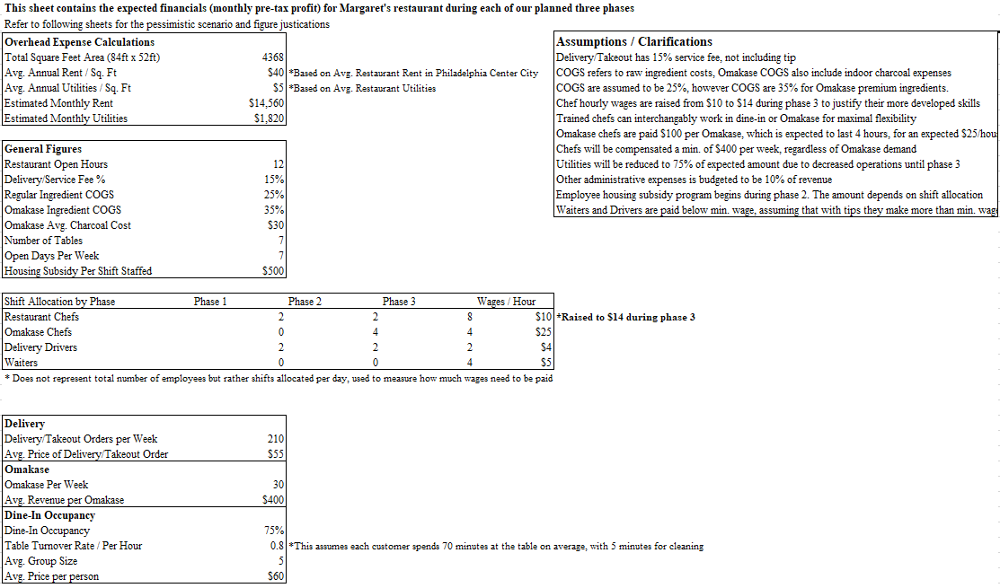 This sheet contains the expected financials (monthly pre-tax profit) for Margaret's restaurant during each of our planned three phases
Refer to following sheets for the pessimistic scenario and figure justications
Overhead Expense Calculations
Total Square Feet Area (84ft x 52ft) 4368
Avg. Annual Rent / Sq. Ft $40 *Based on Avg. Restaurant Rent in Philadelphia Center City
Avg. Annual Utilities / Sq. Ft $5 *Based on Avg. Restaurant Utilities
Estimated Monthly Rent $14,560
Estimated Monthly Utilities $1,820
Assumptions / Clarifications
Delivery/Takeout has 15% service fee, not including tip
COGS refers to raw ingredient costs, Omakase COGS also include indoor charcoal expenses
COGS are assumed to be 25%, however COGS are 35% for Omakase premium ingredients.
Chef hourly wages are raised from $10 to $14 during phase 3 to justify their more developed skills
Trained chefs can interchangably work in dine-in or Omakase for maximal flexibility
Omakase chefs are paid $100 per Omakase, which is expected to last 4 hours, for an expected $25/hou
Chefs will be compensated a min. of $400 per week, regardless of Omakase demand
Utilities will be reduced to 75% of expected amount due to decreased operations until phase 3
Other administrative expenses is budgeted to be 10% of revenue
Employee housing subsidy program begins during phase 2. The amount depends on shift allocation
Waiters and Drivers are paid below min. wage, assuming that with tips they make more than min. wage
General Figures
Restaurant Open Hours 12
Delivery/Service Fee % 15%
Regular Ingredient COGS 25%
Omakase Ingredient COGS 35%
Omakase Avg. Charcoal Cost $30
Number of Tables 7
Open Days Per Week 7
Housing Subsidy Per Shift Staffed $500
Shift Allocation by Phase Phase 1 Phase 2 Phase 3 Wages / Hour
Restaurant Chefs 2 2 8 $10 *Raised to $14 during phase 3
Omakase Chefs 0 4 4 $25
Delivery Drivers 2 2 2 $4
Waiters 0 0 4 $5
* Does not represent total number of employees but rather shifts allocated per day, used to measure how much wages need to be paid
Delivery
Delivery/Takeout Orders per Week 210
Avg. Price of Delivery/Takeout Order $55
Omakase
Omakase Per Week 30
Avg. Revenue per Omakase $400
Dine-In Occupancy
Dine-In Occupancy 75%
Table Turnover Rate / Per Hour 0.8 *This assumes each customer spends 70 minutes at the table on average, with 5 minutes for cleaning
Avg. Group Size 5
Avg. Price per person $60